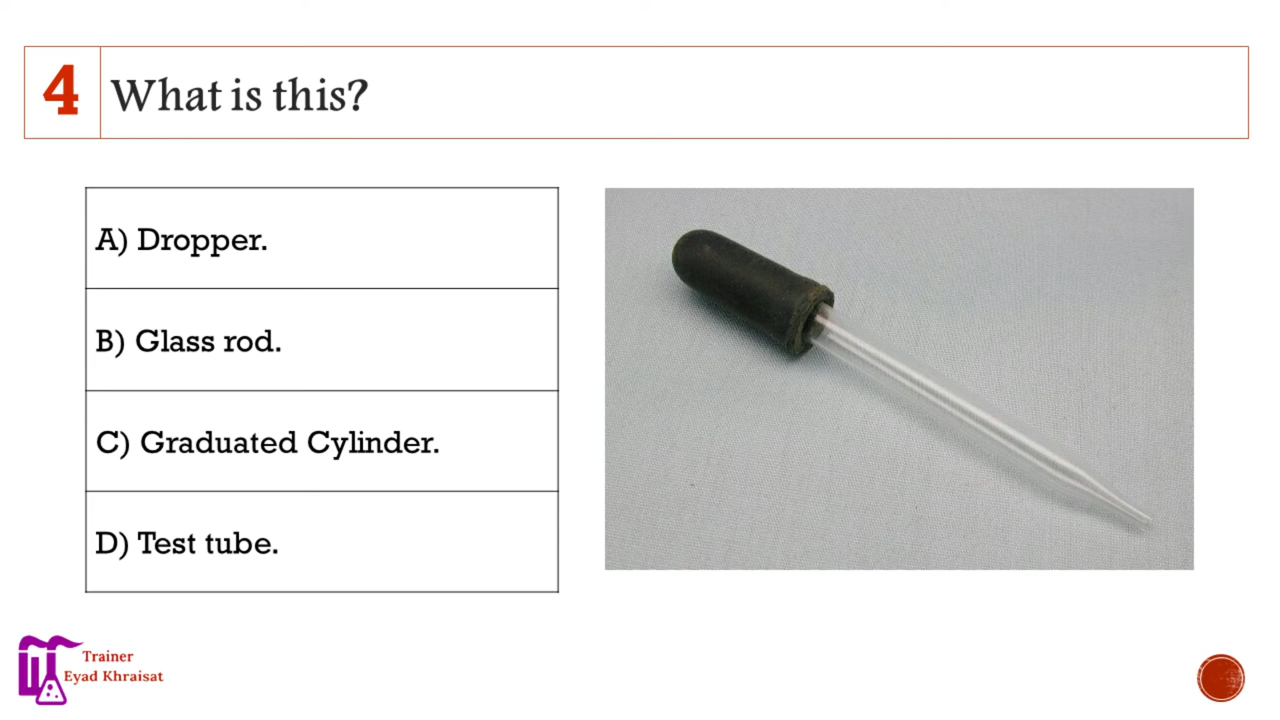 4 What is this?
A) Dropper.
B) Glass rod.
C) Graduated Cylinder.
D) Test tube.
Trainer
Eyad Khraisat